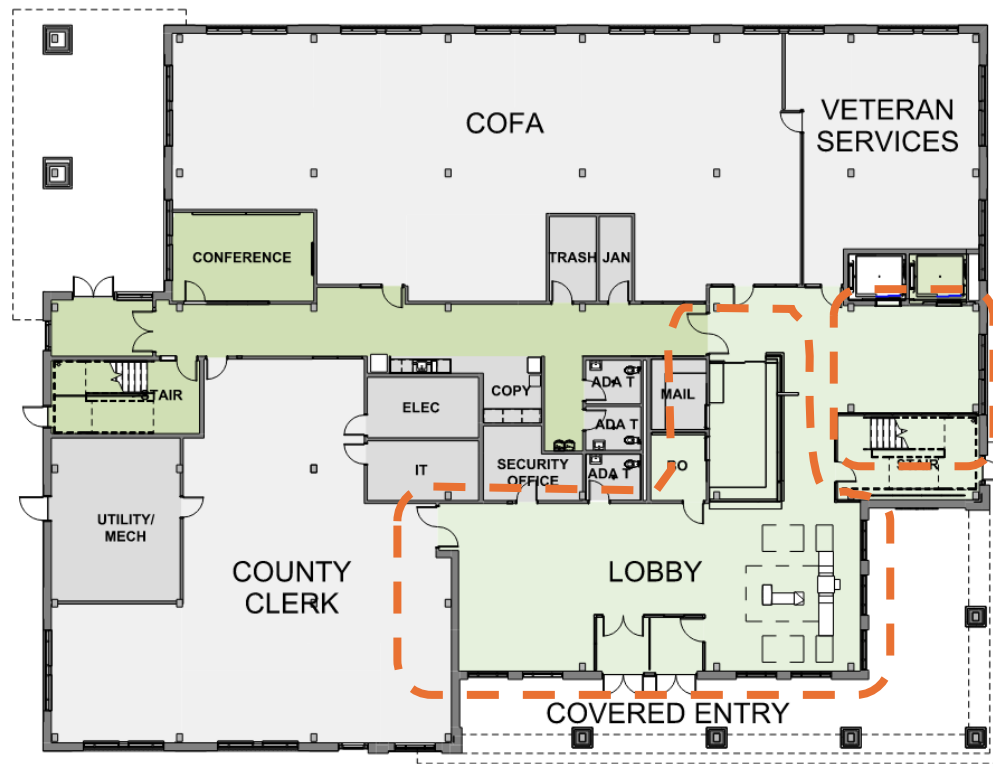 COFA
VETERAN
SERVICES
CONFERENCE
TRASH
JAN
STAIR
COPY
ADA T
MAIL
ELEC
ADA T
IT
SECURITY
OFFICE
ADA T
STAIR
UTILITY/
MECH
COUNTY
CLERK
LOBBY
COVERED ENTRY